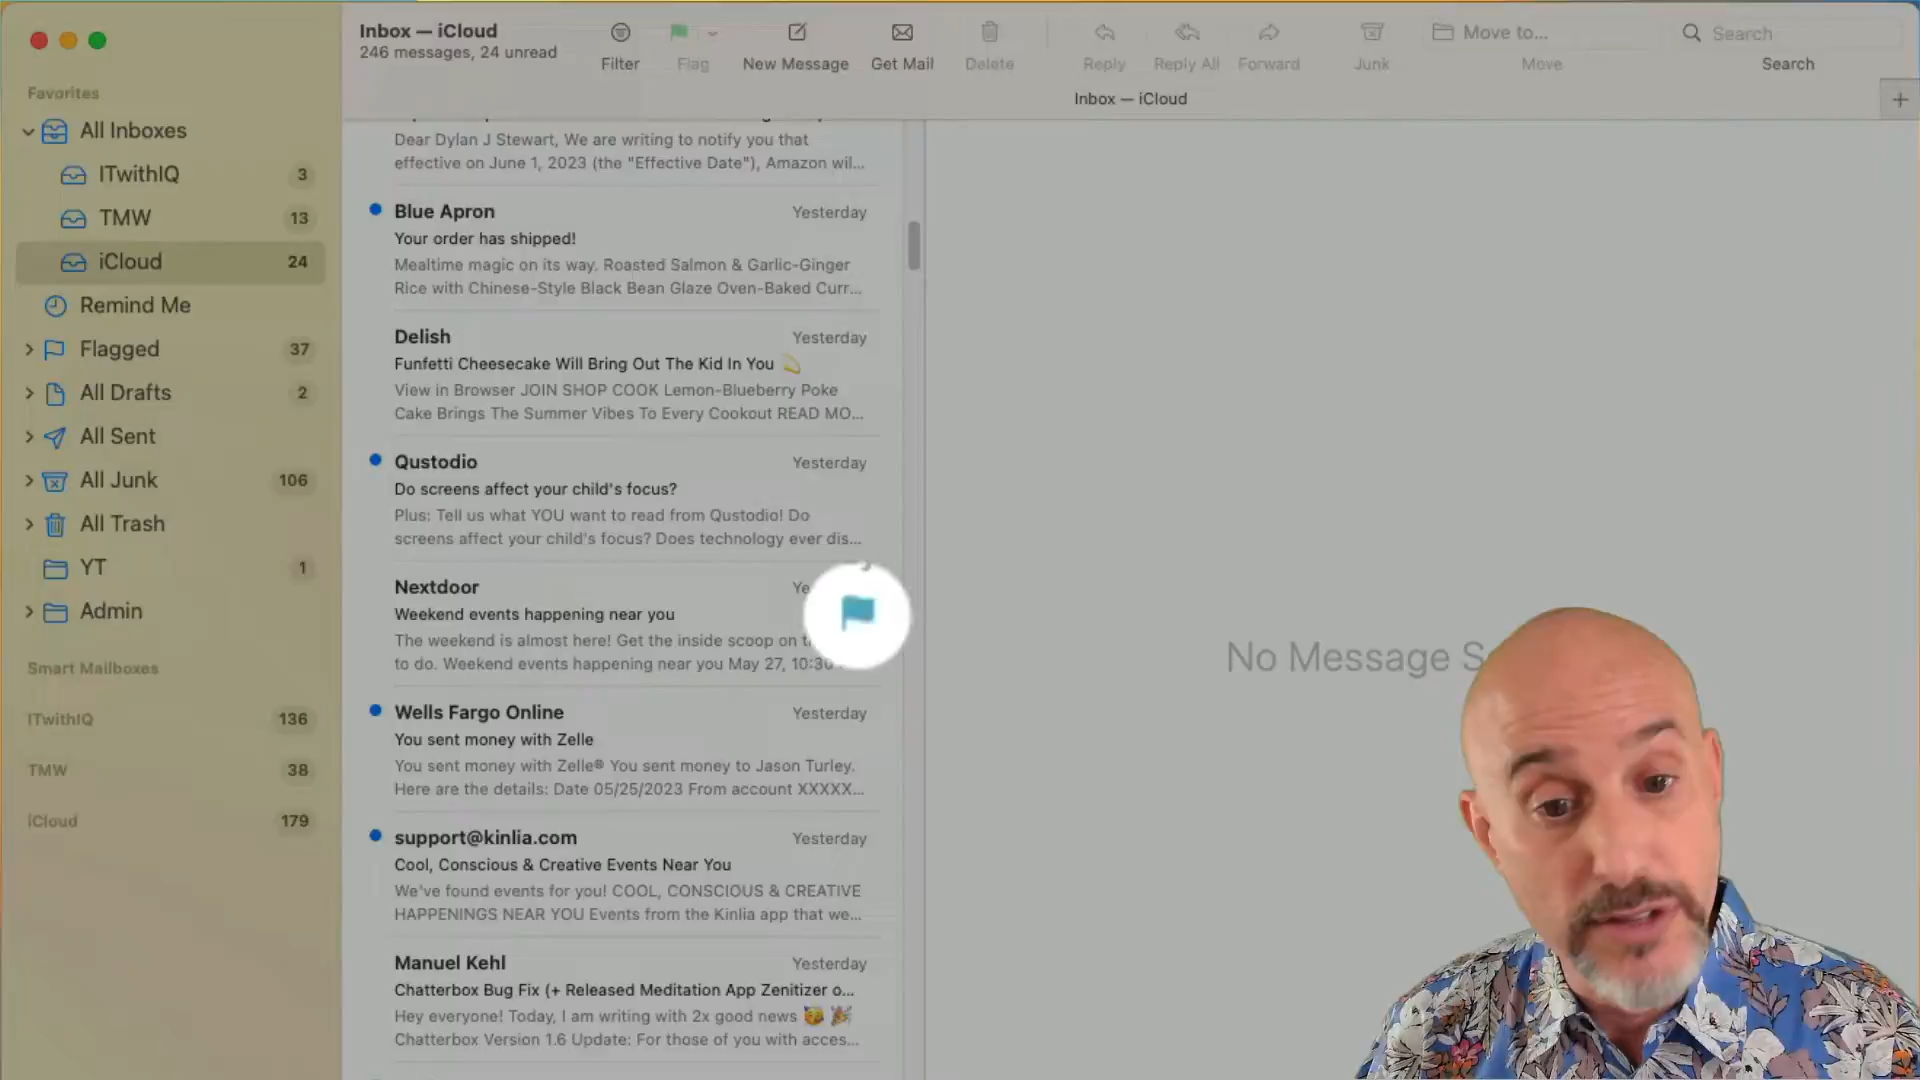 Inbox — iCloud
246 messages, 24 unread
Filter
Flag
New Message
Get Mail
Delete
Reply
Reply All
Forward
Junk
Move to...
Move
Search
Search
Inbox — iCloud
Favorites
All Inboxes
ITwithIQ 3
TMW 13
iCloud 24
Remind Me
Flagged 37
All Drafts 2
All Sent
All Junk 106
All Trash
YT 1
Admin
Smart Mailboxes
ITwithIQ 136
TMW 38
iCloud 179
Dear Dylan J Stewart, We are writing to notify you that
effective on June 1, 2023 (the "Effective Date"), Amazon wil...
Blue Apron Yesterday
Your order has shipped!
Mealtime magic on its way. Roasted Salmon & Garlic-Ginger
Rice with Chinese-Style Black Bean Glaze Oven-Baked Curr...
Delish Yesterday
Funfetti Cheesecake Will Bring Out The Kid In You 💫
View in Browser JOIN SHOP COOK Lemon-Blueberry Poke
Cake Brings The Summer Vibes To Every Cookout READ MO...
Qustodio Yesterday
Do screens affect your child's focus?
Plus: Tell us what YOU want to read from Qustodio! Do
screens affect your child's focus? Does technology ever dis...
Nextdoor Ye
Weekend events happening near you
The weekend is almost here! Get the inside scoop on t
to do. Weekend events happening near you May 27, 10:30
Wells Fargo Online Yesterday
You sent money with Zelle
You sent money with Zelle® You sent money to Jason Turley.
Here are the details: Date 05/25/2023 From account XXXXX...
support@kinlia.com Yesterday
Cool, Conscious & Creative Events Near You
We've found events for you! COOL, CONSCIOUS & CREATIVE
HAPPENINGS NEAR YOU Events from the Kinlia app that we...
Manuel Kehl Yesterday
Chatterbox Bug Fix (+ Released Meditation App Zenitizer o...
Hey everyone! Today, I am writing with 2x good news 🥳 🎉
Chatterbox Version 1.6 Update: For those of you with acces...
No Message S